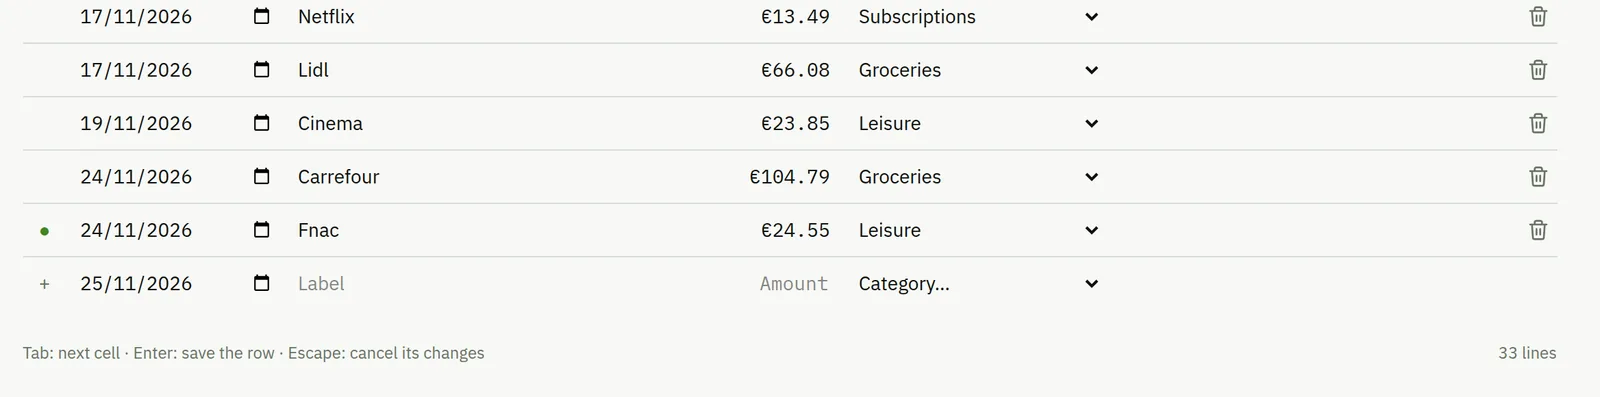 17/11/2026 Netflix €13.49 Subscriptions
17/11/2026 Lidl €66.08 Groceries
19/11/2026 Cinema €23.85 Leisure
24/11/2026 Carrefour €104.79 Groceries
24/11/2026 Fnac €24.55 Leisure
+ 25/11/2026 Label Amount Category...
Tab: next cell · Enter: save the row · Escape: cancel its changes 33 lines